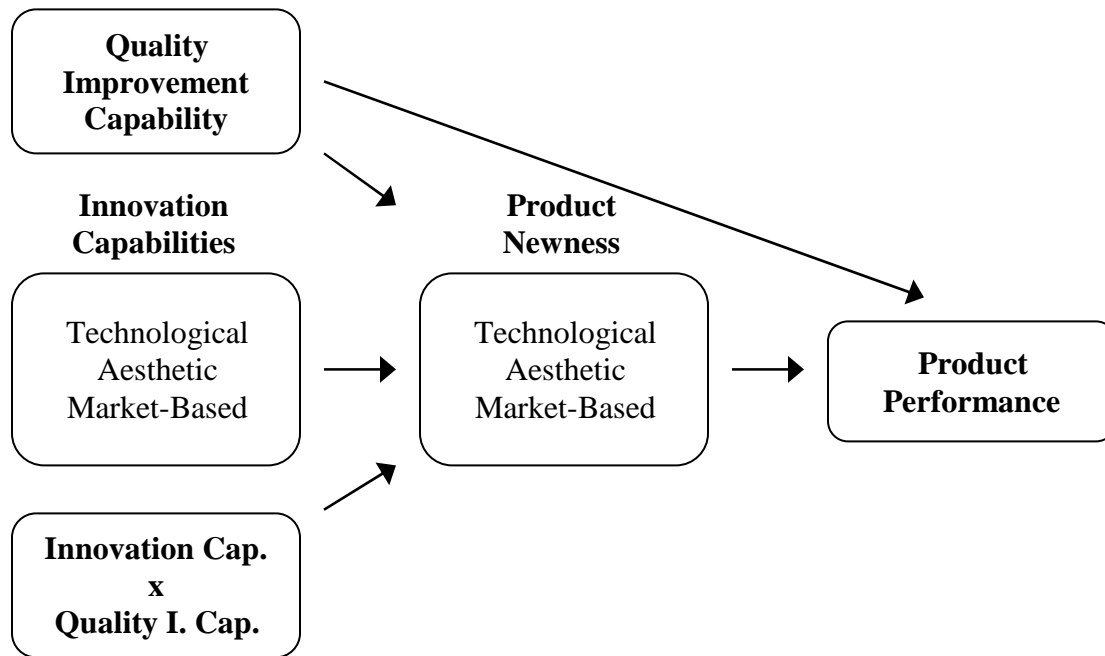 Quality
Improvement
Capability
Innovation
Capabilities
Technological
Aesthetic
Market-Based
Innovation Cap.
x
Quality I. Cap.
Product
Newness
Technological
Aesthetic
Market-Based
Product
Performance